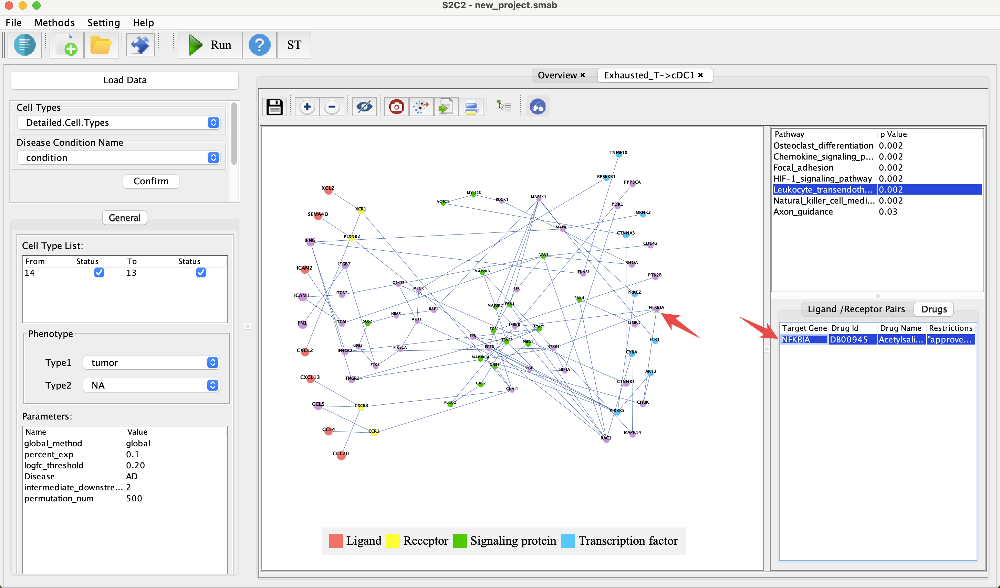 S2C2 - new_project.smab
File Methods Setting Help
Run ST
Load Data
Cell Types
Detailed.Cell.Types
Disease Condition Name
condition
Confirm
General
Cell Type List:
From Status To Status
14 13
Phenotype
Type1 tumor
Type2 NA
Parameters:
Name Value
global_method global
percent_exp 0.1
logfc_threshold 0.20
Disease AD
intermediate_downstre... 2
permutation_num 500
Overview Exhausted_T->cDC1
TNFSF10
RPS6KB1
PPP3CA
XCL2
MYL12B
MAP2K1
ROCK1
ACTG1
PDK1
XCR1
MKNK2
SEMA4D
MAPK1
CTNNA3
PLXNB2
IFNG
CDC42
VAV3
RHOA
ITGB7
ICAM2
MAP2K6
IFNAR1
PTK2B
GSK3B
MTOR
ITK
PRKCZ
ITGB2
ICAM1
PAK4
PAK1
MAP3K7
NFKBIA
RAF1
HRAS
AKT1
SOS2
ITGAL
FN1
LIMK1
IKBKB
STAT1
FGR
FYN
TRAF2
PREX1
ELK1
GRB2
PIK3CA
EGFR
NFKB1
IFNGR2
CXCL2
CYBA
MAP3K14
PTK2
GNB5
EGF
HIF1A
AKT3
CXCL13
IFNGR1
GAB2
CTNNB1
GNAI1
CCL5
CXCR3
PLCG2
CHUK
PIK3R5
CCL4
CCR1
MAPK14
RAC1
CCL20
Ligand Receptor Signaling protein Transcription factor
Pathway p Value
Osteoclast_differentiation 0.002
Chemokine_signaling_p... 0.002
Focal_adhesion 0.002
HIF-1_signaling_pathway 0.002
Leukocyte_transendoth... 0.002
Natural_killer_cell_medi... 0.002
Axon_guidance 0.03
Ligand /Receptor Pairs Drugs
Target Gene Drug Id Drug Name Restrictions
NFKBIA DB00945 Acetylsali... "approve...